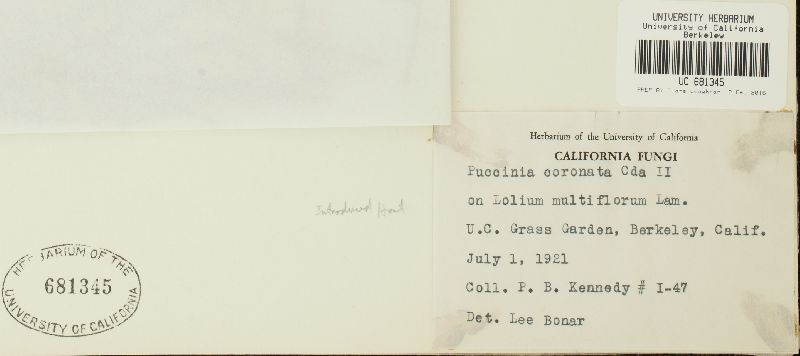 UNIVERSITY HERBARIUM
University of California
Berkeley
UC 681345
Herbarium of the University of California
CALIFORNIA FUNGI
Puccinia coronata Cda II
on Lolium multiflorum Lam.
U.C. Grass Garden, Berkeley, Calif.
July 1, 1921
Coll. P. B. Kennedy # I-47
Det. Lee Bonar
Introduced Host
HERBARIUM OF THE
681345
UNIVERSITY OF CALIFORNIA